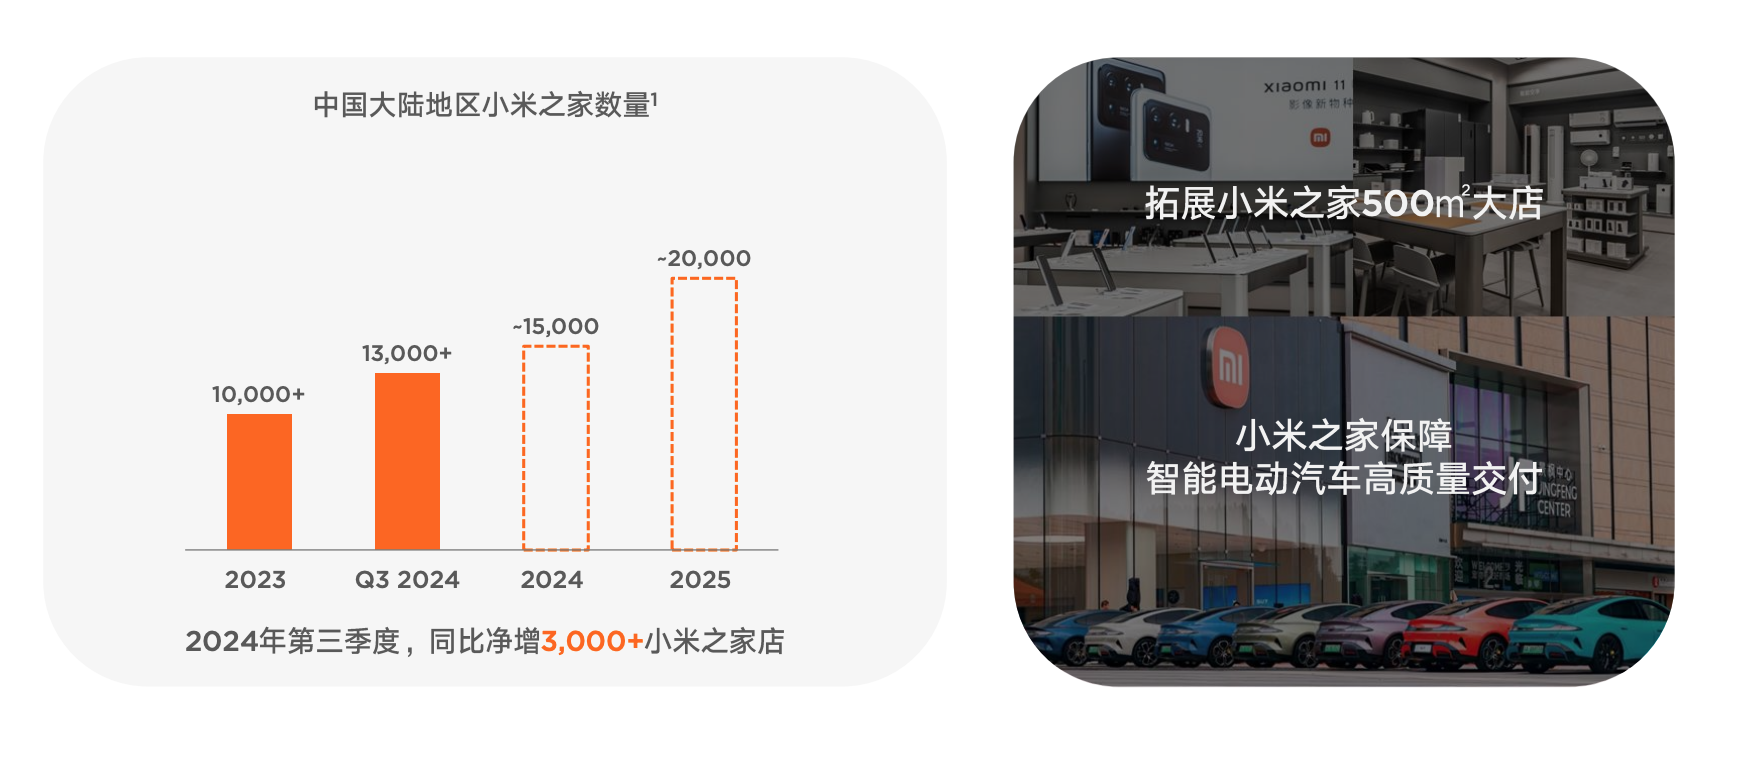 中国大陆地区小米之家数量¹
~20,000
~15,000
13,000+
10,000+
2023
Q3 2024
2024
2025
2024年第三季度，同比净增3,000+小米之家店
XIAOMI 11
影像新物种
拓展小米之家500m²大店
小米之家保障
智能电动汽车高质量交付
JF
JINGFENG
CENTER